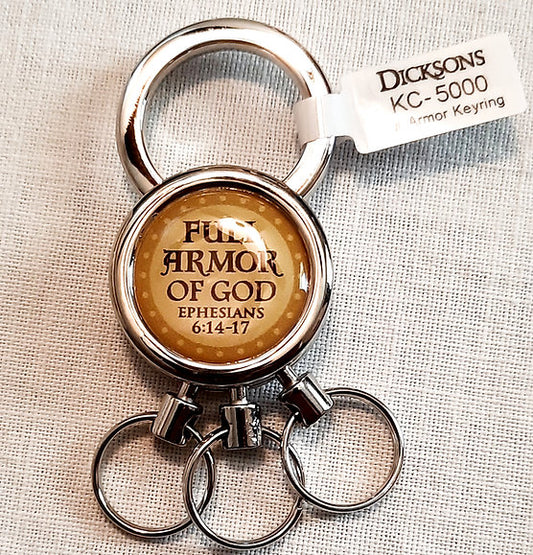 DICKSONS
KC-5000
Armor Keyring
FULL
ARMOR
OF GOD
EPHESIANS
6:14-17